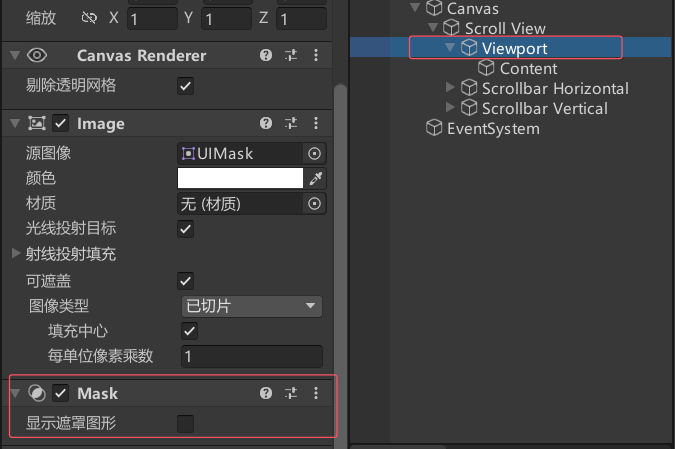 缩放 X 1 Y 1 Z 1
Canvas Renderer
剔除透明网格
Image
源图像 UIMask
颜色
材质 无 (材质)
光线投射目标
射线投射填充
可遮盖
图像类型 已切片
填充中心
每单位像素乘数 1
Mask
显示遮罩图形
Canvas
Scroll View
Viewport
Content
Scrollbar Horizontal
Scrollbar Vertical
EventSystem